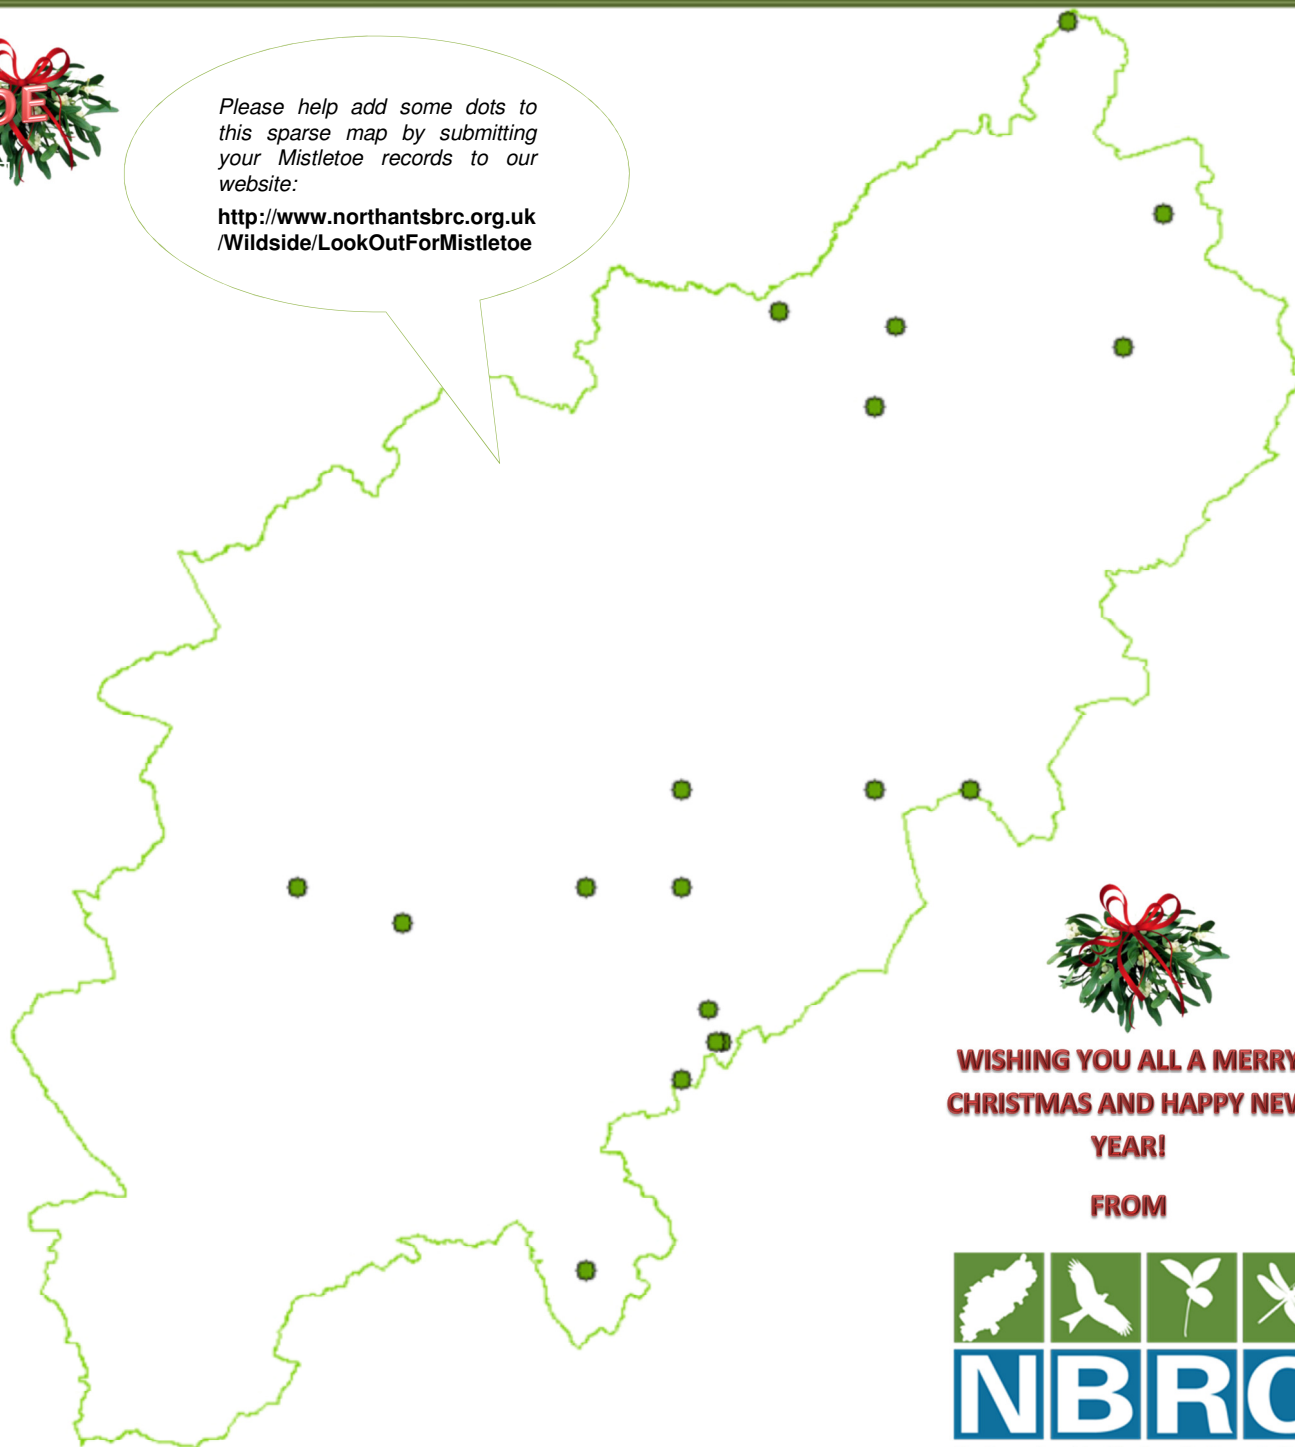 OE
Please help add some dots to
this sparse map by submitting
your Mistletoe records to our
website:
http://www.northantsbrc.org.uk
/Wildside/LookOutForMistletoe
WISHING YOU ALL A MERRY
CHRISTMAS AND HAPPY NEW
YEAR!
FROM
NBRC